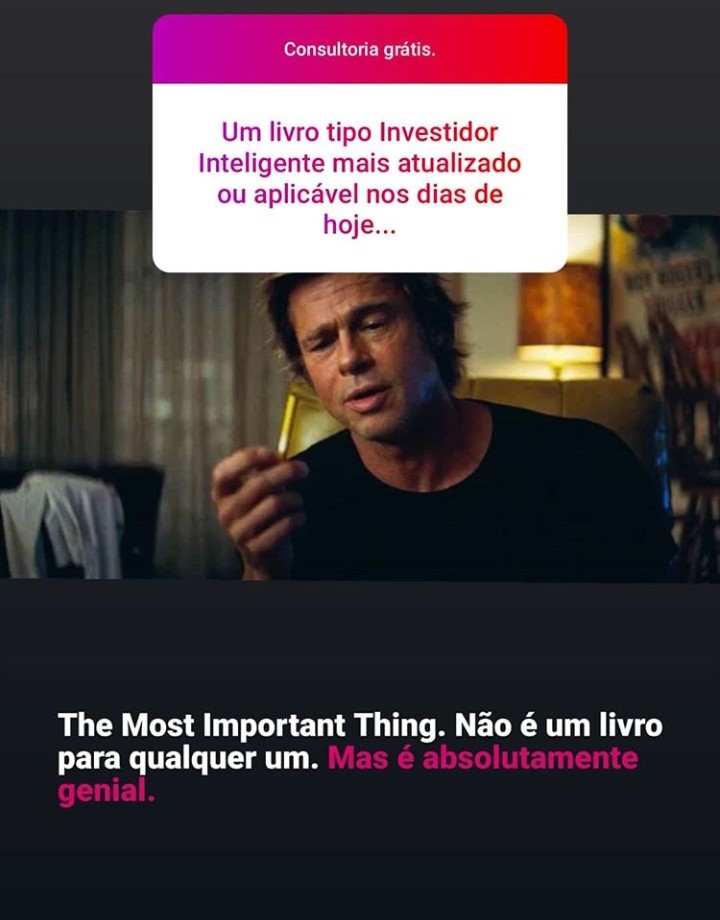 Consultoria grátis.
Um livro tipo Investidor
Inteligente mais atualizado
ou aplicável nos dias de
hoje...
The Most Important Thing. Não é um livro
para qualquer um. Mas é absolutamente
genial.